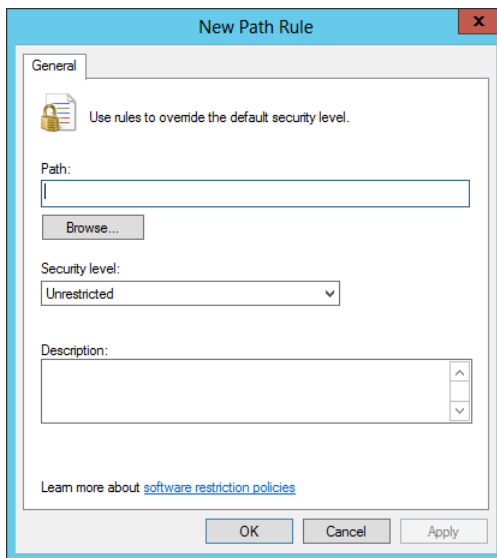 New Path Rule
x
General
Use rules to override the default security level.
Path:
Browse...
Security level:
Unrestricted
Description:
Learn more about software restriction policies
OK Cancel Apply